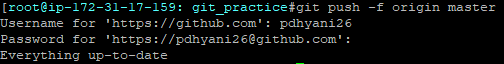 [root@ip-172-31-17-159: git_practice#git push -f origin master
Username for 'https://github.com': pdhyani26
Password for 'https://pdhyani26@github.com':
Everything up-to-date